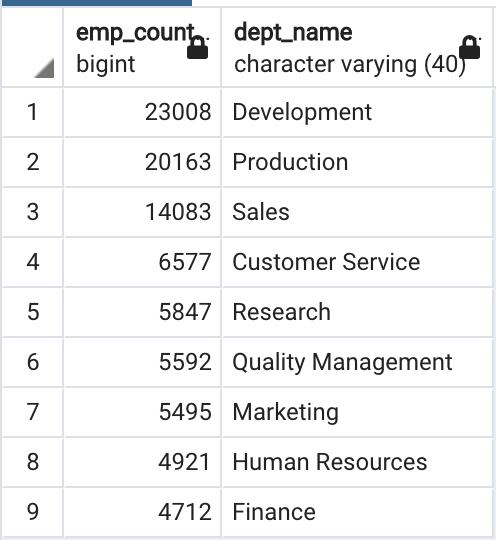 emp_count.. dept_name
bigint character varying (40)
1 23008 Development
2 20163 Production
3 14083 Sales
4 6577 Customer Service
5 5847 Research
6 5592 Quality Management
7 5495 Marketing
8 4921 Human Resources
9 4712 Finance